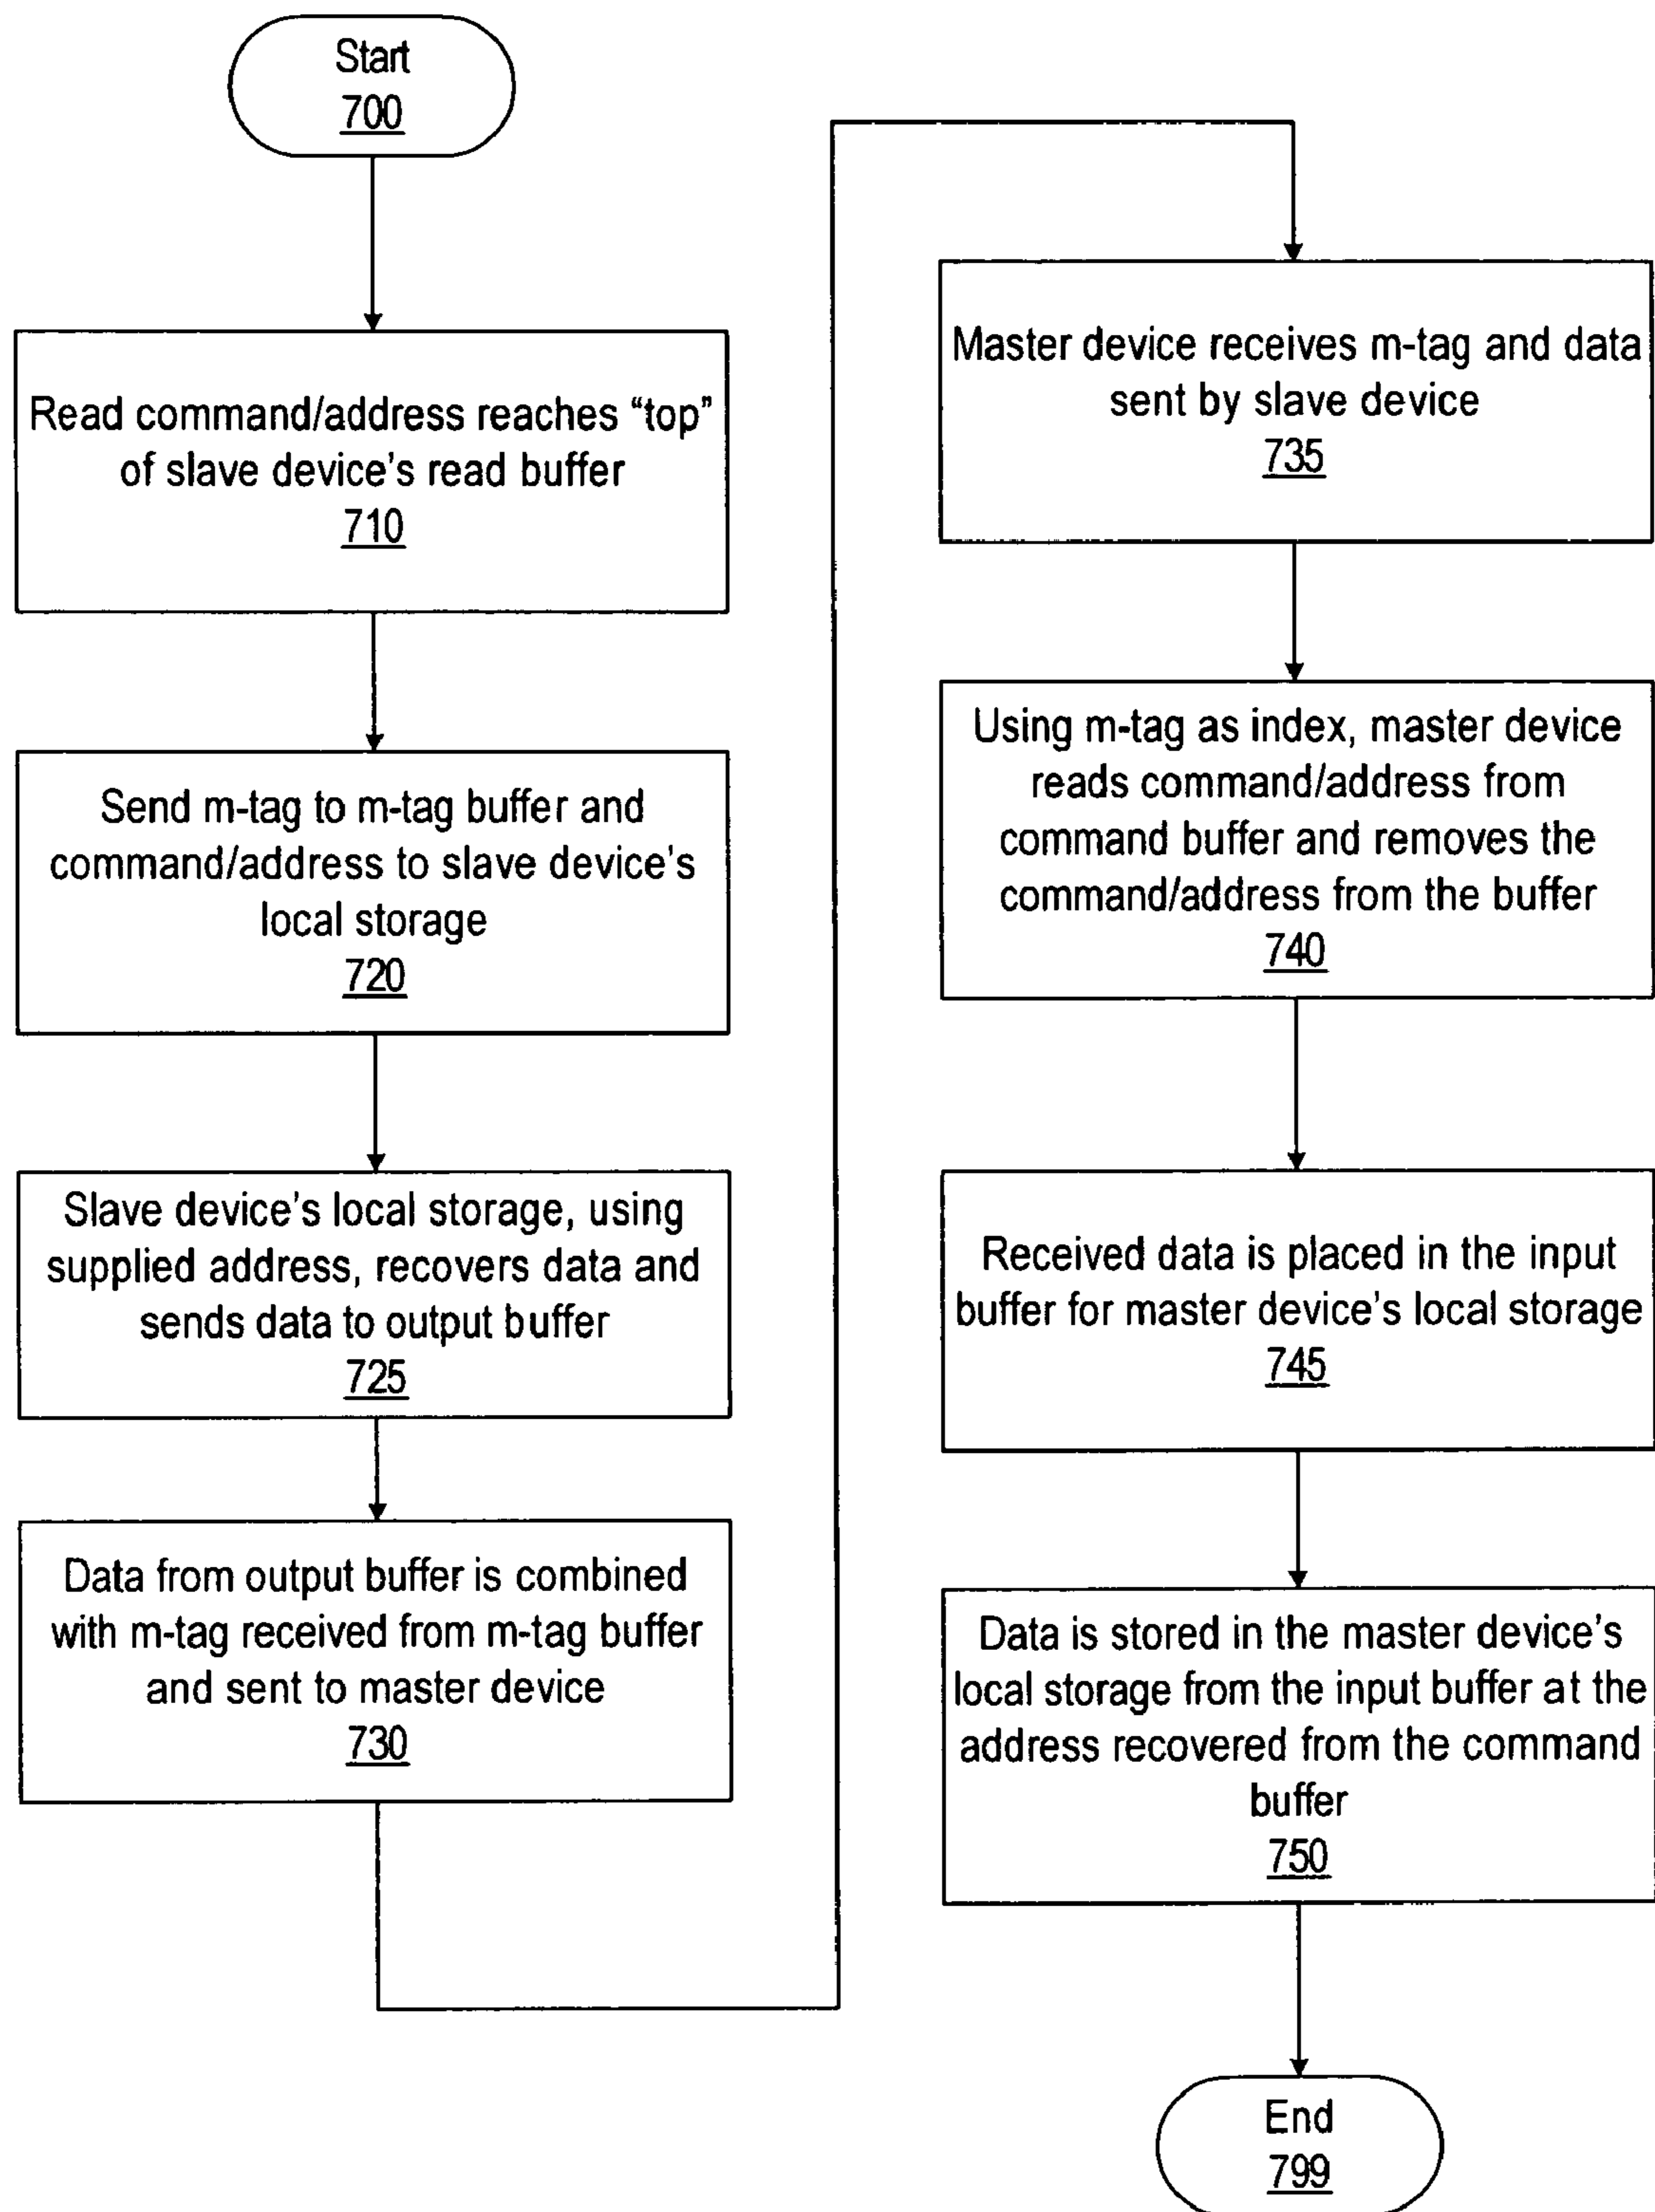 Start
700
Read command/address reaches “top”
of slave device’s read buffer
710
Send m-tag to m-tag buffer and
command/address to slave device’s
local storage
720
Slave device’s local storage, using
supplied address, recovers data and
sends data to output buffer
725
Data from output buffer is combined
with m-tag received from m-tag buffer
and sent to master device
730
Master device receives m-tag and data
sent by slave device
735
Using m-tag as index, master device
reads command/address from
command buffer and removes the
command/address from the buffer
740
Received data is placed in the input
buffer for master device’s local storage
745
Data is stored in the master device’s
local storage from the input buffer at the
address recovered from the command
buffer
750
End
799